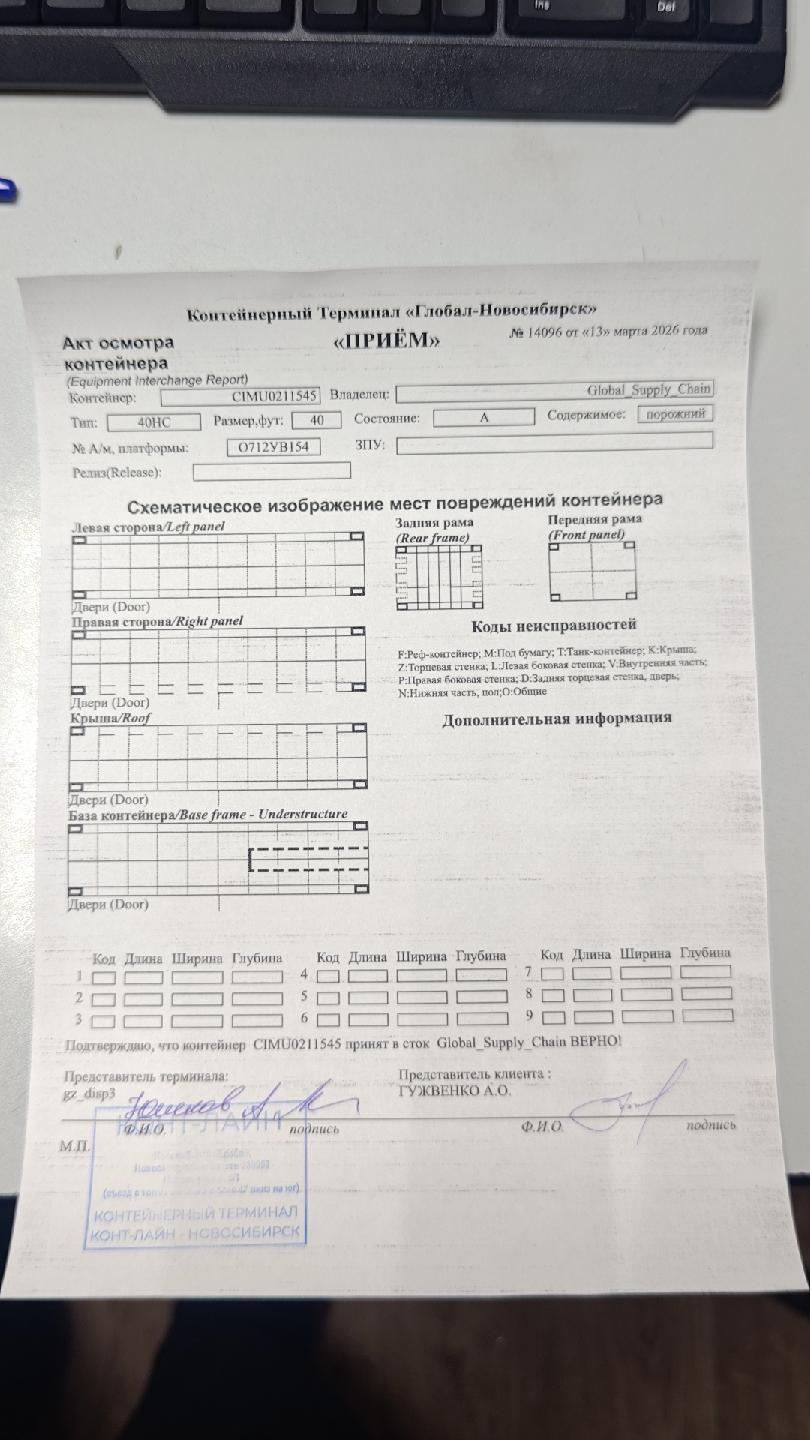 Ins
Del
Контейнерный Терминал «Глобал-Новосибирск»
Акт осмотра контейнера
«ПРИЁМ»
№ 14096 от «13» марта 2026 года
(Equipment Interchange Report)
Контейнер: CIMU0211545 Владелец: Global_Supply_Chain
Тип: 40HC Размер,фут: 40 Состояние: A Содержимое: порожний
№ А/м, платформы: О712УВ154 ЗПУ:
Релиз(Release):
Схематическое изображение мест повреждений контейнера
Левая сторона/Left panel
Задняя рама (Rear frame)
Передняя рама (Front panel)
Двери (Door)
Правая сторона/Right panel
Коды неисправностей
F:Реф-контейнер; M:Под бумагу; T:Танк-контейнер; K:Крыша;
Z:Торцевая стенка; L:Левая боковая стенка; V:Внутренняя часть;
P:Правая боковая стенка; D:Задняя торцевая стенка, дверь;
N:Нижняя часть, пол;O:Общие
Двери (Door)
Крыша/Roof
Дополнительная информация
Двери (Door)
База контейнера/Base frame - Understructure
Двери (Door)
Код Длина Ширина Глубина Код Длина Ширина Глубина Код Длина Ширина Глубина
1 4 7
2 5 8
3 6 9
Подтверждаю, что контейнер CIMU0211545 принят в сток Global_Supply_Chain ВЕРНО!
Представитель терминала: Представитель клиента :
gz_disp3 ГУЖВЕНКО А.О.
Ф.И.О. подпись Ф.И.О. подпись
М.П.
КОНТ-ЛАЙН
КОНТЕЙНЕРНЫЙ ТЕРМИНАЛ
КОНТ-ЛАЙН - НОВОСИБИРСК